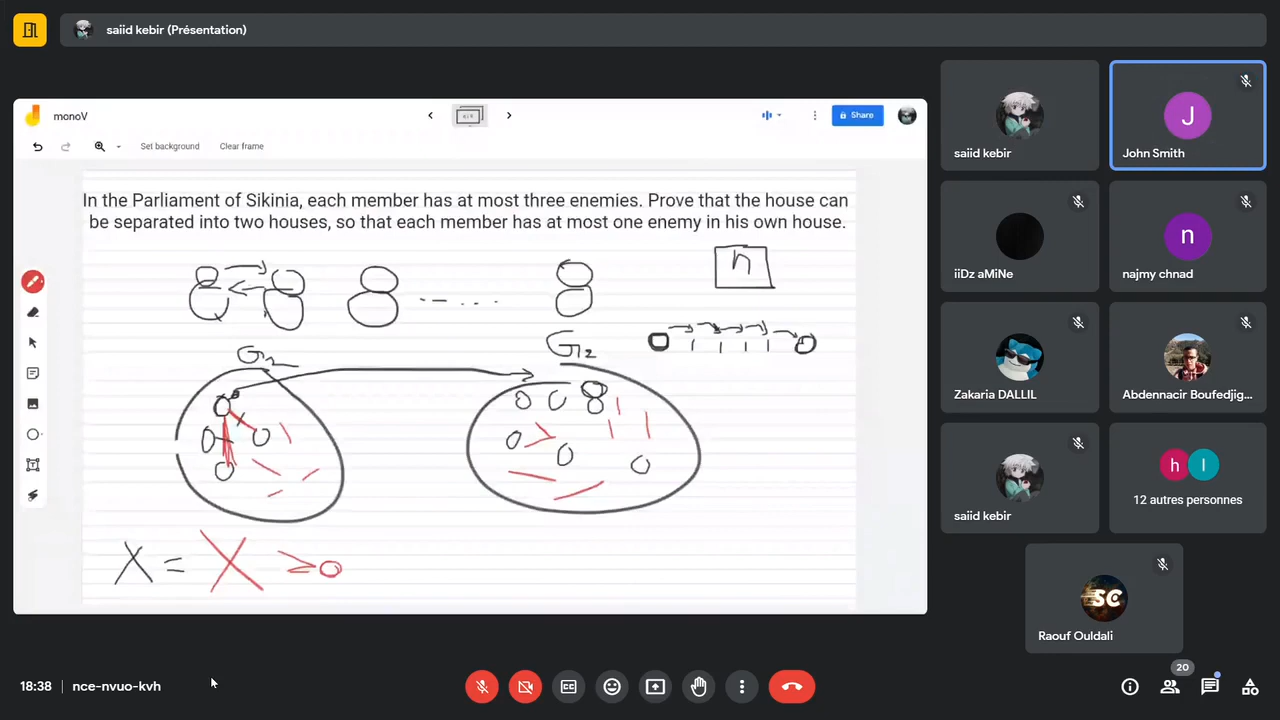 saiid kebir (Présentation)
monoV
Share
Set background
Clear frame
In the Parliament of Sikinia, each member has at most three enemies. Prove that the house can
be separated into two houses, so that each member has at most one enemy in his own house.
n
G2
G2
X = X ≥0
saiid kebir
John Smith
iiDz aMiNe
n
najmy chnad
J
Zakaria DALLIL
Abdennacir Boufedjig...
saiid kebir
h
l
12 autres personnes
SC
Raouf Ouldali
18:38
nce-nvuo-kvh
20